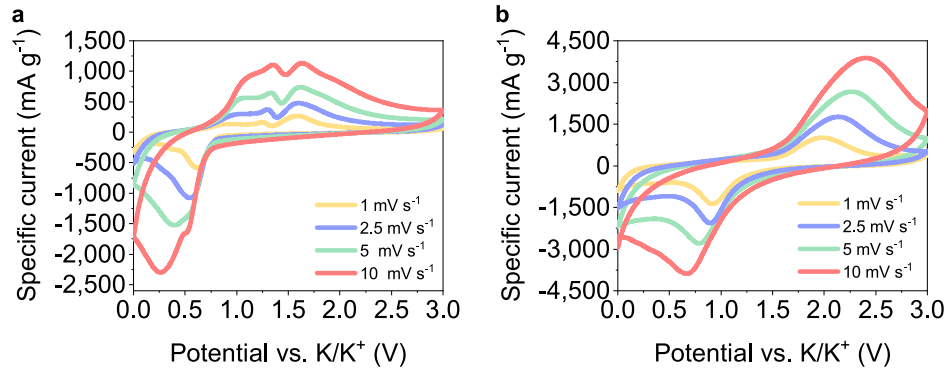 a
Specific current (mA g⁻¹)
1,500
1,000
500
0
-500
-1,000
-1,500
-2,000
-2,500
0.0 0.5 1.0 1.5 2.0 2.5 3.0
Potential vs. K/K⁺ (V)
1 mV s⁻¹
2.5 mV s⁻¹
5 mV s⁻¹
10 mV s⁻¹
b
Specific current (mA g⁻¹)
4,500
3,000
1,500
0
-1,500
-3,000
-4,500
0.0 0.5 1.0 1.5 2.0 2.5 3.0
Potential vs. K/K⁺ (V)
1 mV s⁻¹
2.5 mV s⁻¹
5 mV s⁻¹
10 mV s⁻¹